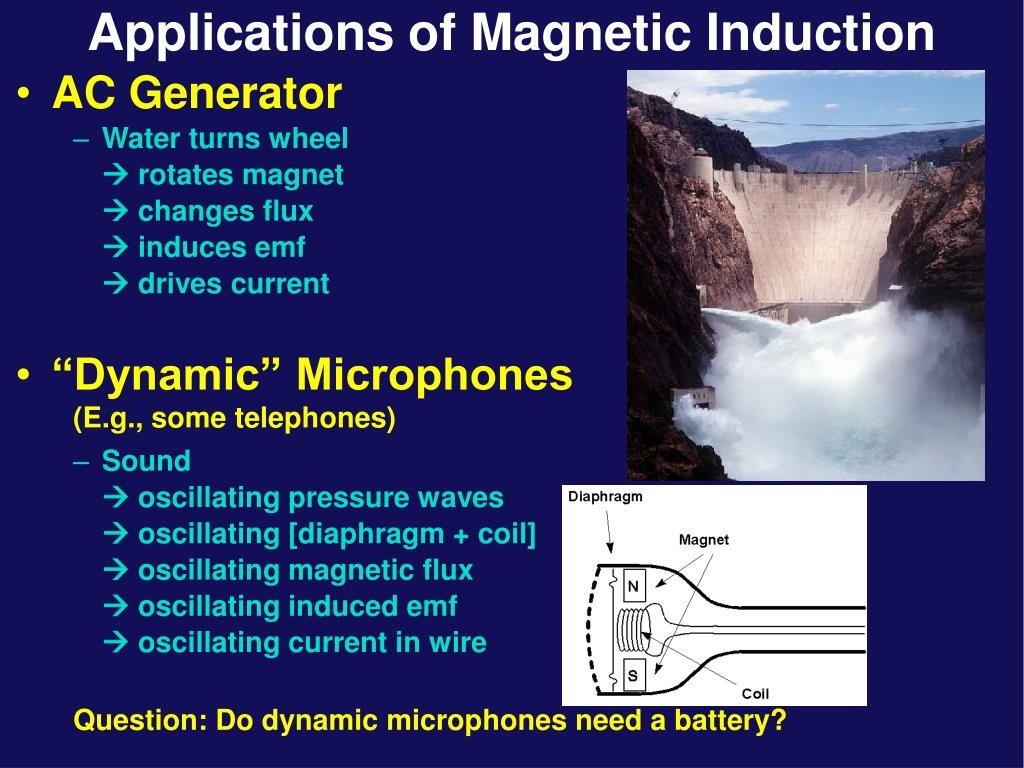 Applications of Magnetic Induction
• AC Generator
– Water turns wheel
→ rotates magnet
→ changes flux
→ induces emf
→ drives current
• “Dynamic” Microphones
(E.g., some telephones)
– Sound
→ oscillating pressure waves
→ oscillating [diaphragm + coil]
→ oscillating magnetic flux
→ oscillating induced emf
→ oscillating current in wire
Diaphragm
Magnet
N
S
Coil
Question: Do dynamic microphones need a battery?